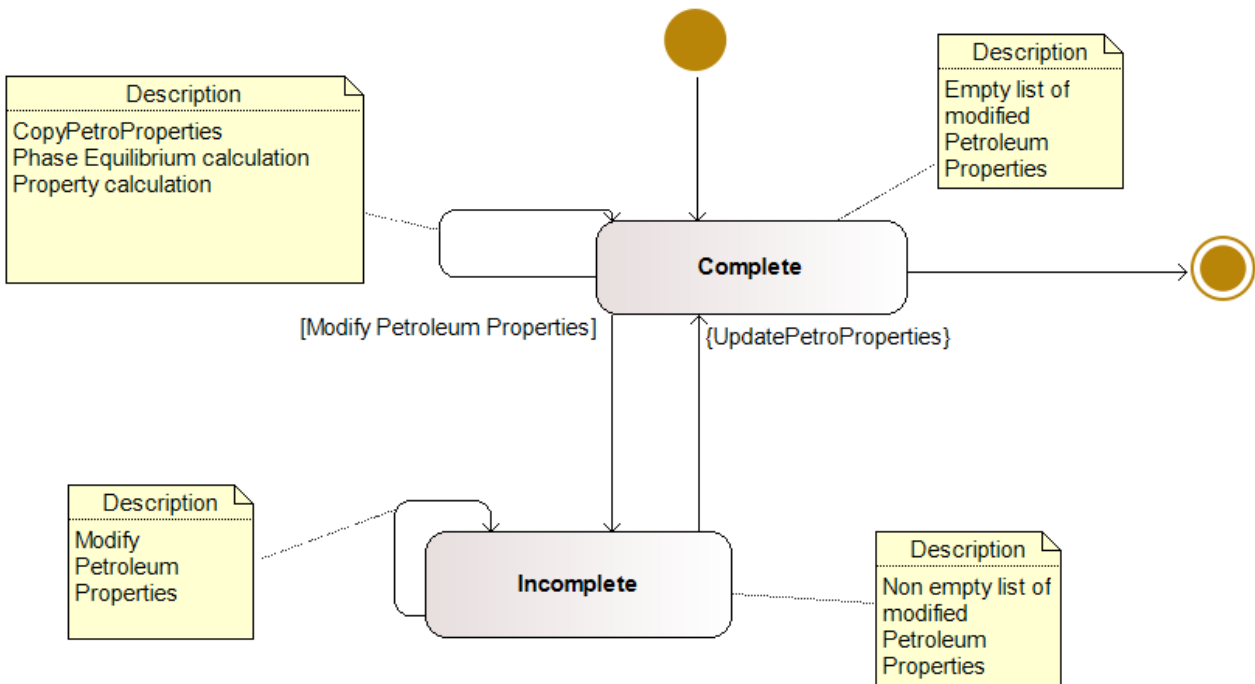 Description
Empty list of
modified
Petroleum
Properties
Description
CopyPetroProperties
Phase Equilibrium calculation
Property calculation
Complete
[Modify Petroleum Properties]
{UpdatePetroProperties}
Description
Modify
Petroleum
Properties
Incomplete
Description
Non empty list of
modified
Petroleum
Properties